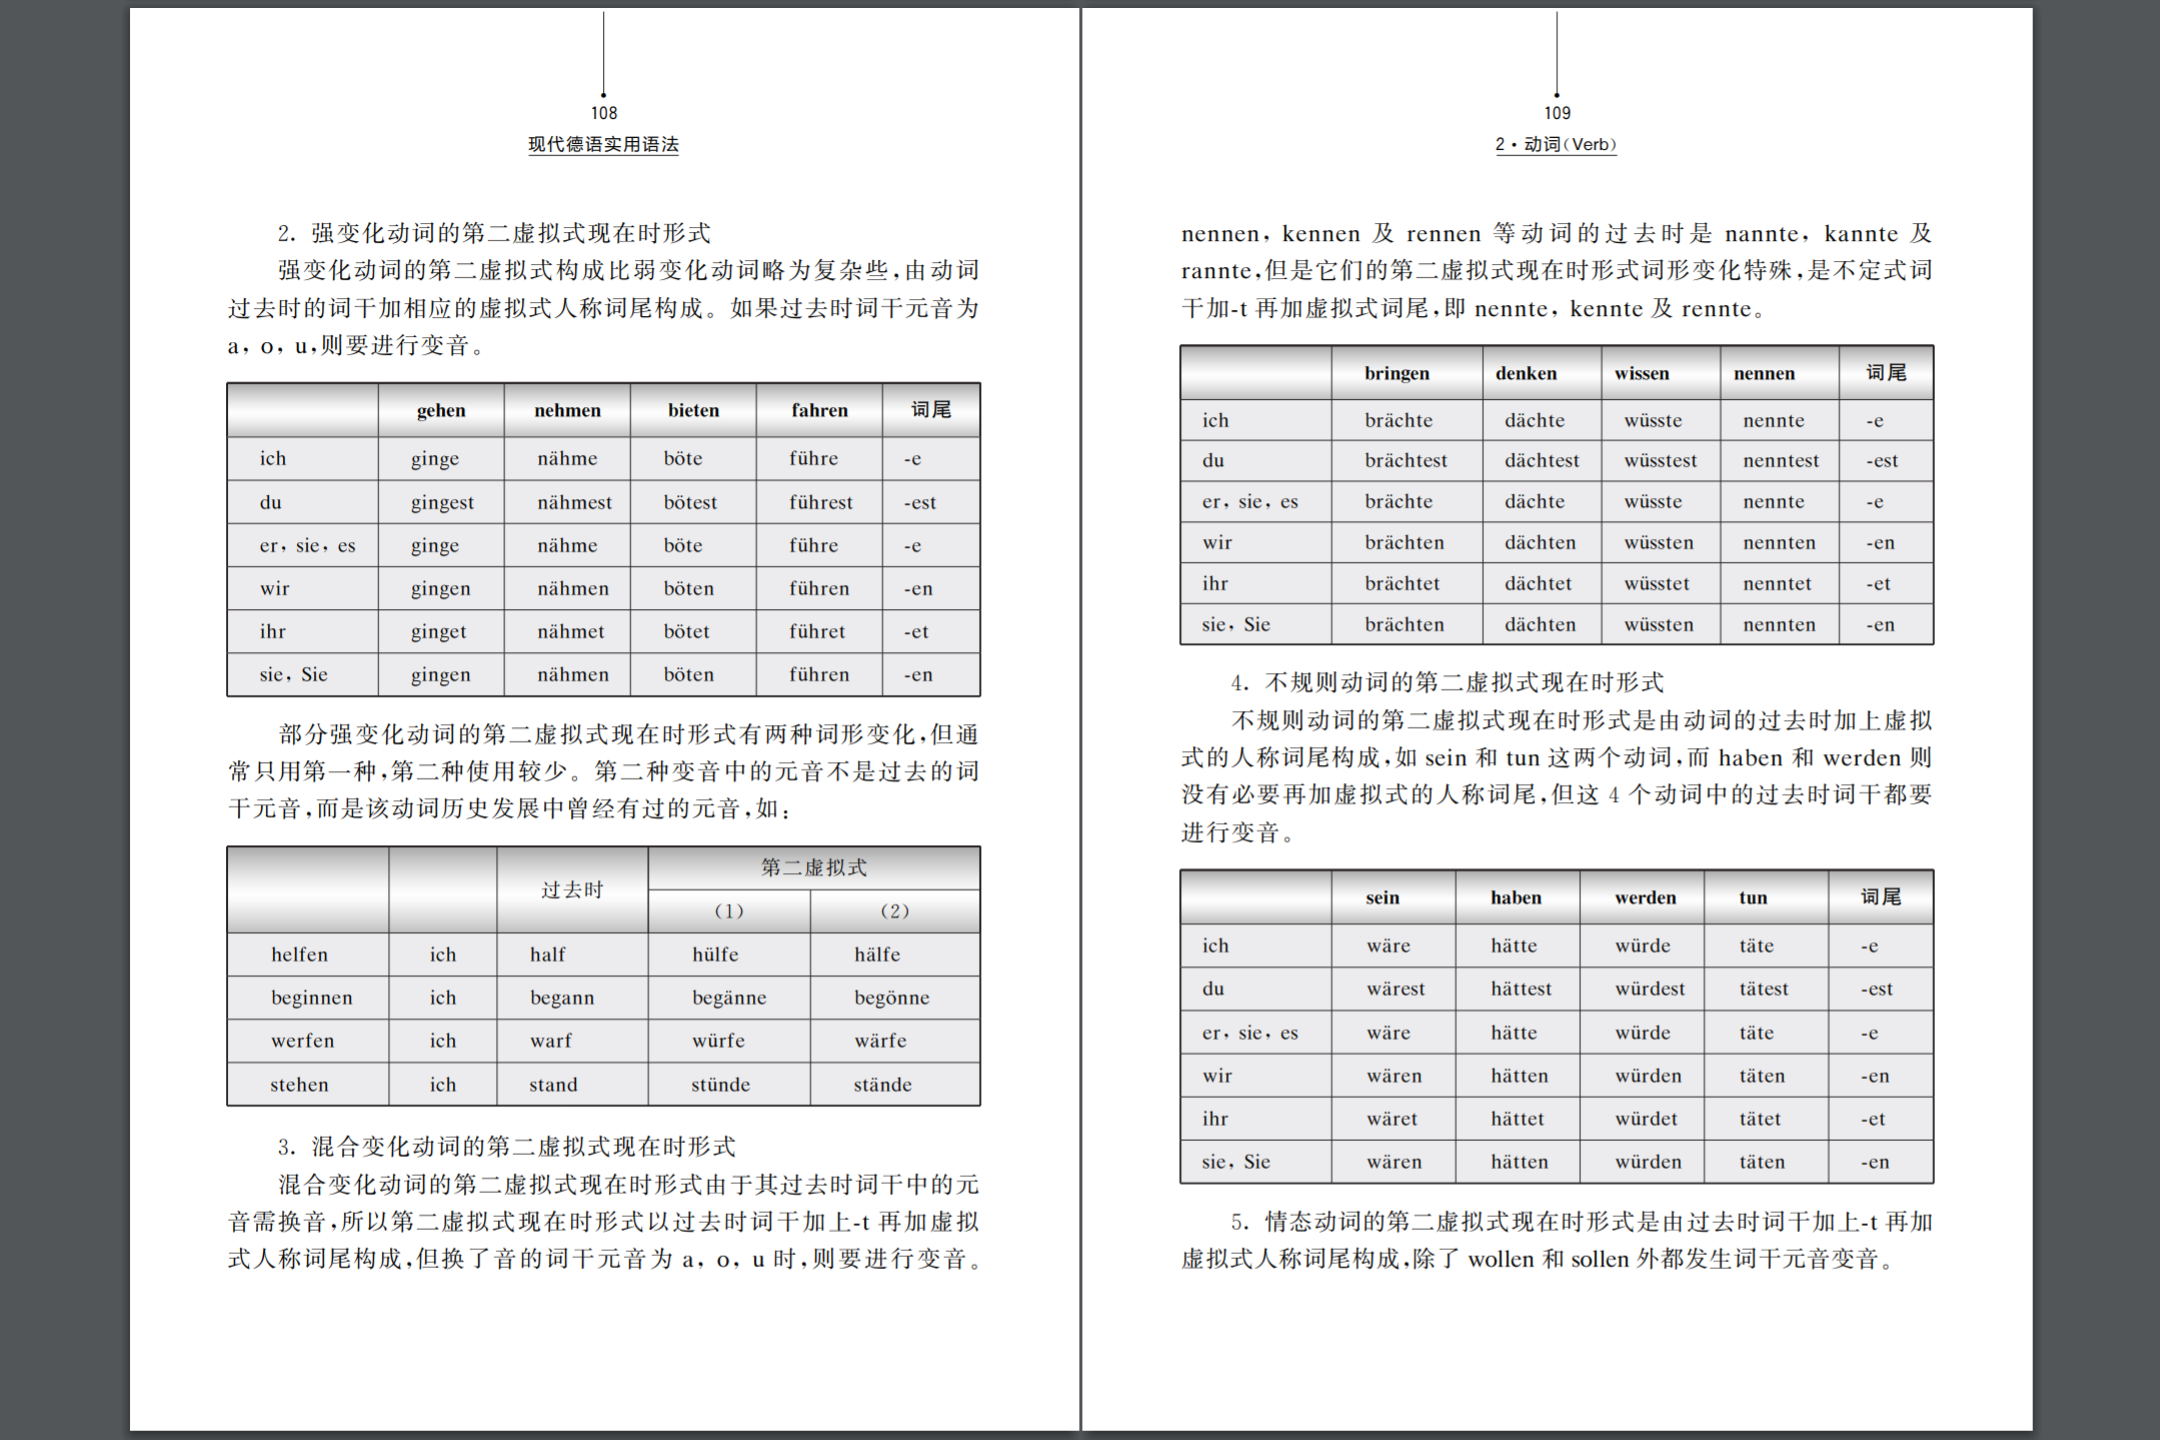 108
现代德语实用语法
2. 强变化动词的第二虚拟式现在时形式
强变化动词的第二虚拟式构成比弱变化动词略为复杂些,由动词
过去时的词干加相应的虚拟式人称词尾构成。如果过去时词干元音为
a, o, u,则要进行变音。
gehen nehmen bieten fahren 词尾
ich ginge nähme böte führe -e
du gingest nähmest bötest führest -est
er, sie, es ginge nähme böte führe -e
wir gingen nähmen böten führen -en
ihr ginget nähmet bötet führet -et
sie, Sie gingen nähmen böten führen -en
部分强变化动词的第二虚拟式现在时形式有两种词形变化,但通
常只用第一种,第二种使用较少。第二种变音中的元音不是过去的词
干元音,而是该动词历史发展中曾经有过的元音,如:
过去时 第二虚拟式
(1) (2)
helfen ich half hülfe hälfe
beginnen ich begann begänne begönne
werfen ich warf würfe wärfe
stehen ich stand stünde stände
3. 混合变化动词的第二虚拟式现在时形式
混合变化动词的第二虚拟式现在时形式由于其过去时词干中的元
音需换音,所以第二虚拟式现在时形式以过去时词干加上-t 再加虚拟
式人称词尾构成,但换了音的词干元音为 a, o, u 时,则要进行变音。
109
2·动词(Verb)
nennen, kennen 及 rennen 等动词的过去时是 nannte, kannte 及
rannte,但是它们的第二虚拟式现在时形式词形变化特殊,是不定式词
干加-t 再加虚拟式词尾,即 nennte, kennte 及 rennte。
bringen denken wissen nennen 词尾
ich brächte dächte wüsste nennte -e
du brächtest dächtest wüsstest nenntest -est
er, sie, es brächte dächte wüsste nennte -e
wir brächten dächten wüssten nennten -en
ihr brächtet dächtet wüsstet nenntet -et
sie, Sie brächten dächten wüssten nennten -en
4. 不规则动词的第二虚拟式现在时形式
不规则动词的第二虚拟式现在时形式是由动词的过去时加上虚拟
式的人称词尾构成,如 sein 和 tun 这两个动词,而 haben 和 werden 则
没有必要再加虚拟式的人称词尾,但这 4 个动词中的过去时词干都要
进行变音。
sein haben werden tun 词尾
ich wäre hätte würde täte -e
du wärest hättest würdest tätest -est
er, sie, es wäre hätte würde täte -e
wir wären hätten würden täten -en
ihr wäret hättet würdet tätet -et
sie, Sie wären hätten würden täten -en
5. 情态动词的第二虚拟式现在时形式是由过去时词干加上-t 再加
虚拟式人称词尾构成,除了 wollen 和 sollen 外都发生词干元音变音。